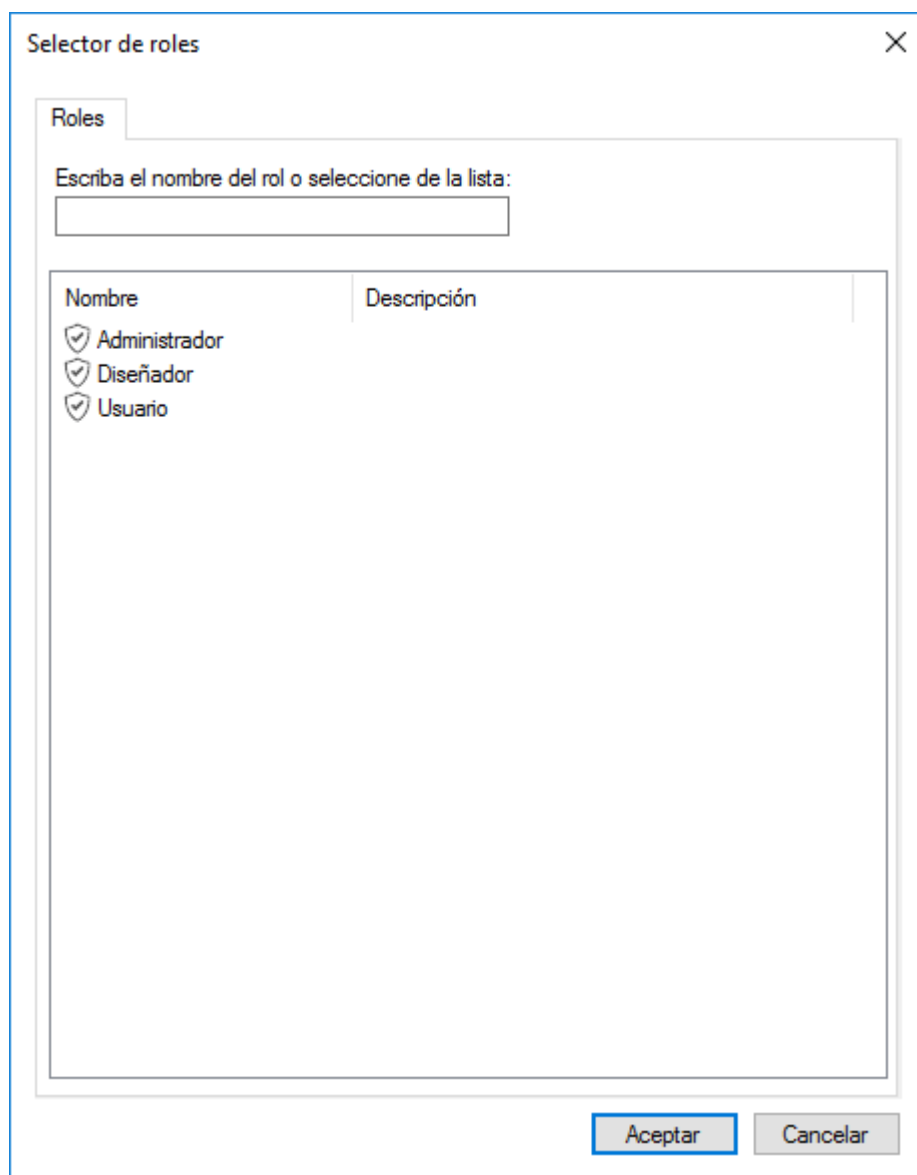 Selector de roles
Roles
Escriba el nombre del rol o seleccione de la lista:
Nombre Descripción
Administrador
Diseñador
Usuario
Aceptar Cancelar